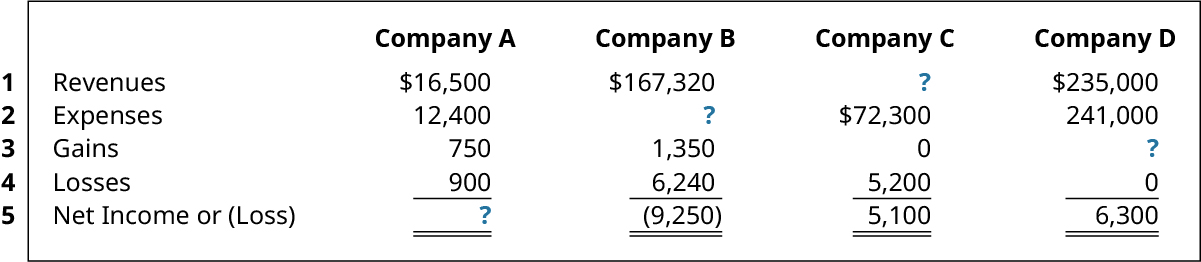 Company A Company B Company C Company D
1 Revenues $16,500 $167,320 ? $235,000
2 Expenses 12,400 ? $72,300 241,000
3 Gains 750 1,350 0 ?
4 Losses 900 6,240 5,200 0
5 Net Income or (Loss) ? (9,250) 5,100 6,300